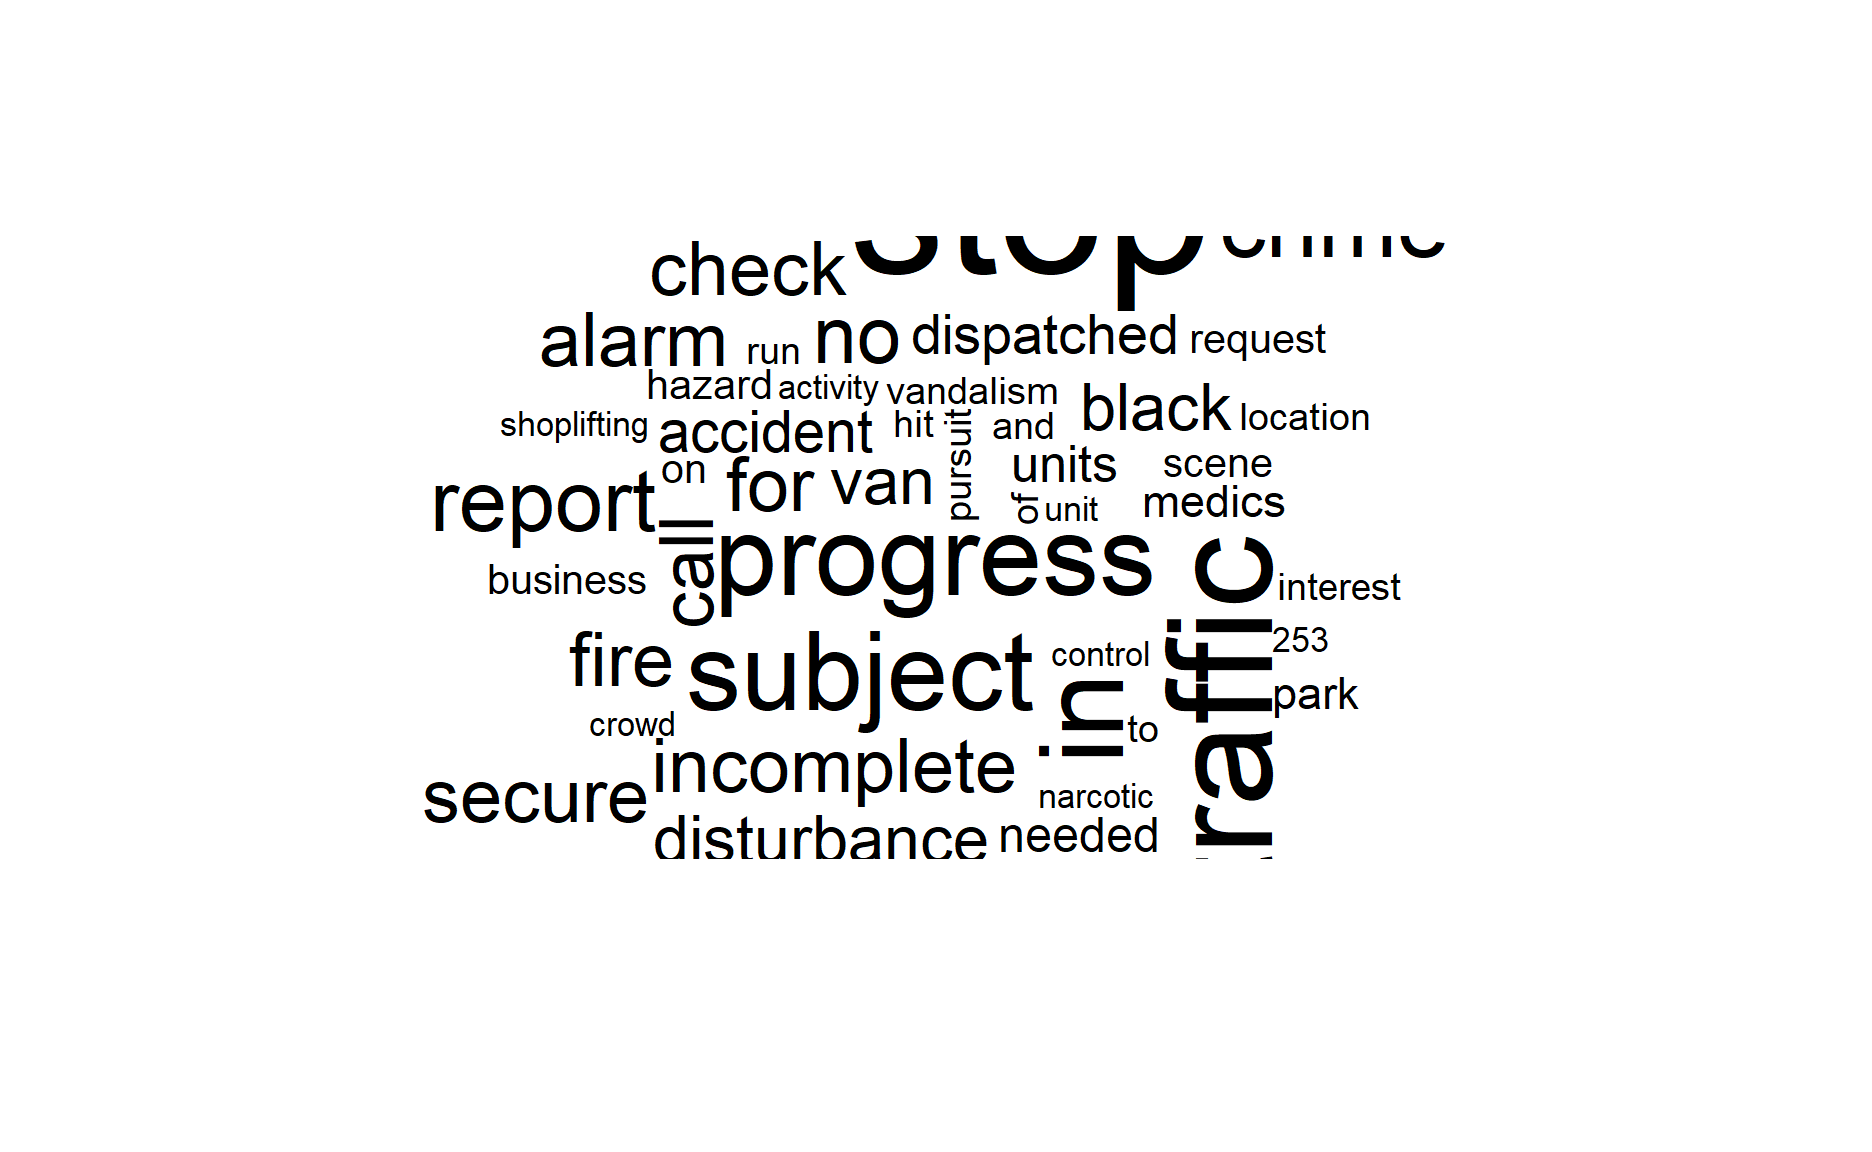 stop crime
check
alarm run no dispatched request
hazard activity vandalism
black location
shoplifting accident hit pursuit and
on for van units scene
report of unit medics
call progress
business interest
traffic
fire subject control 253
in park
crowd to
incomplete
secure narcotic
disturbance needed